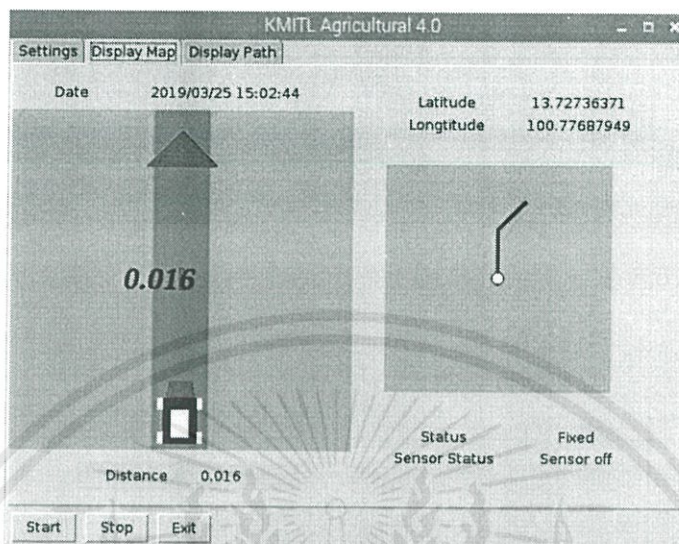 KMITL Agricultural 4.0
Settings Display Map Display Path
Date 2019/03/25 15:02:44
Latitude 13.72736371
Longtitude 100.77687949
0.016
Status Fixed
Sensor Status Sensor off
Distance 0.016
Start Stop Exit